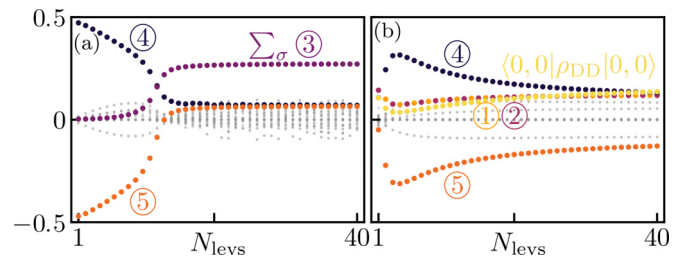 0.5
(a) ④ ∑σ ③
(b) ④ ⟨0, 0|ρDD|0, 0⟩
0
① ②
⑤
⑤
−0.5
1 Nlevs 40
1 Nlevs 40